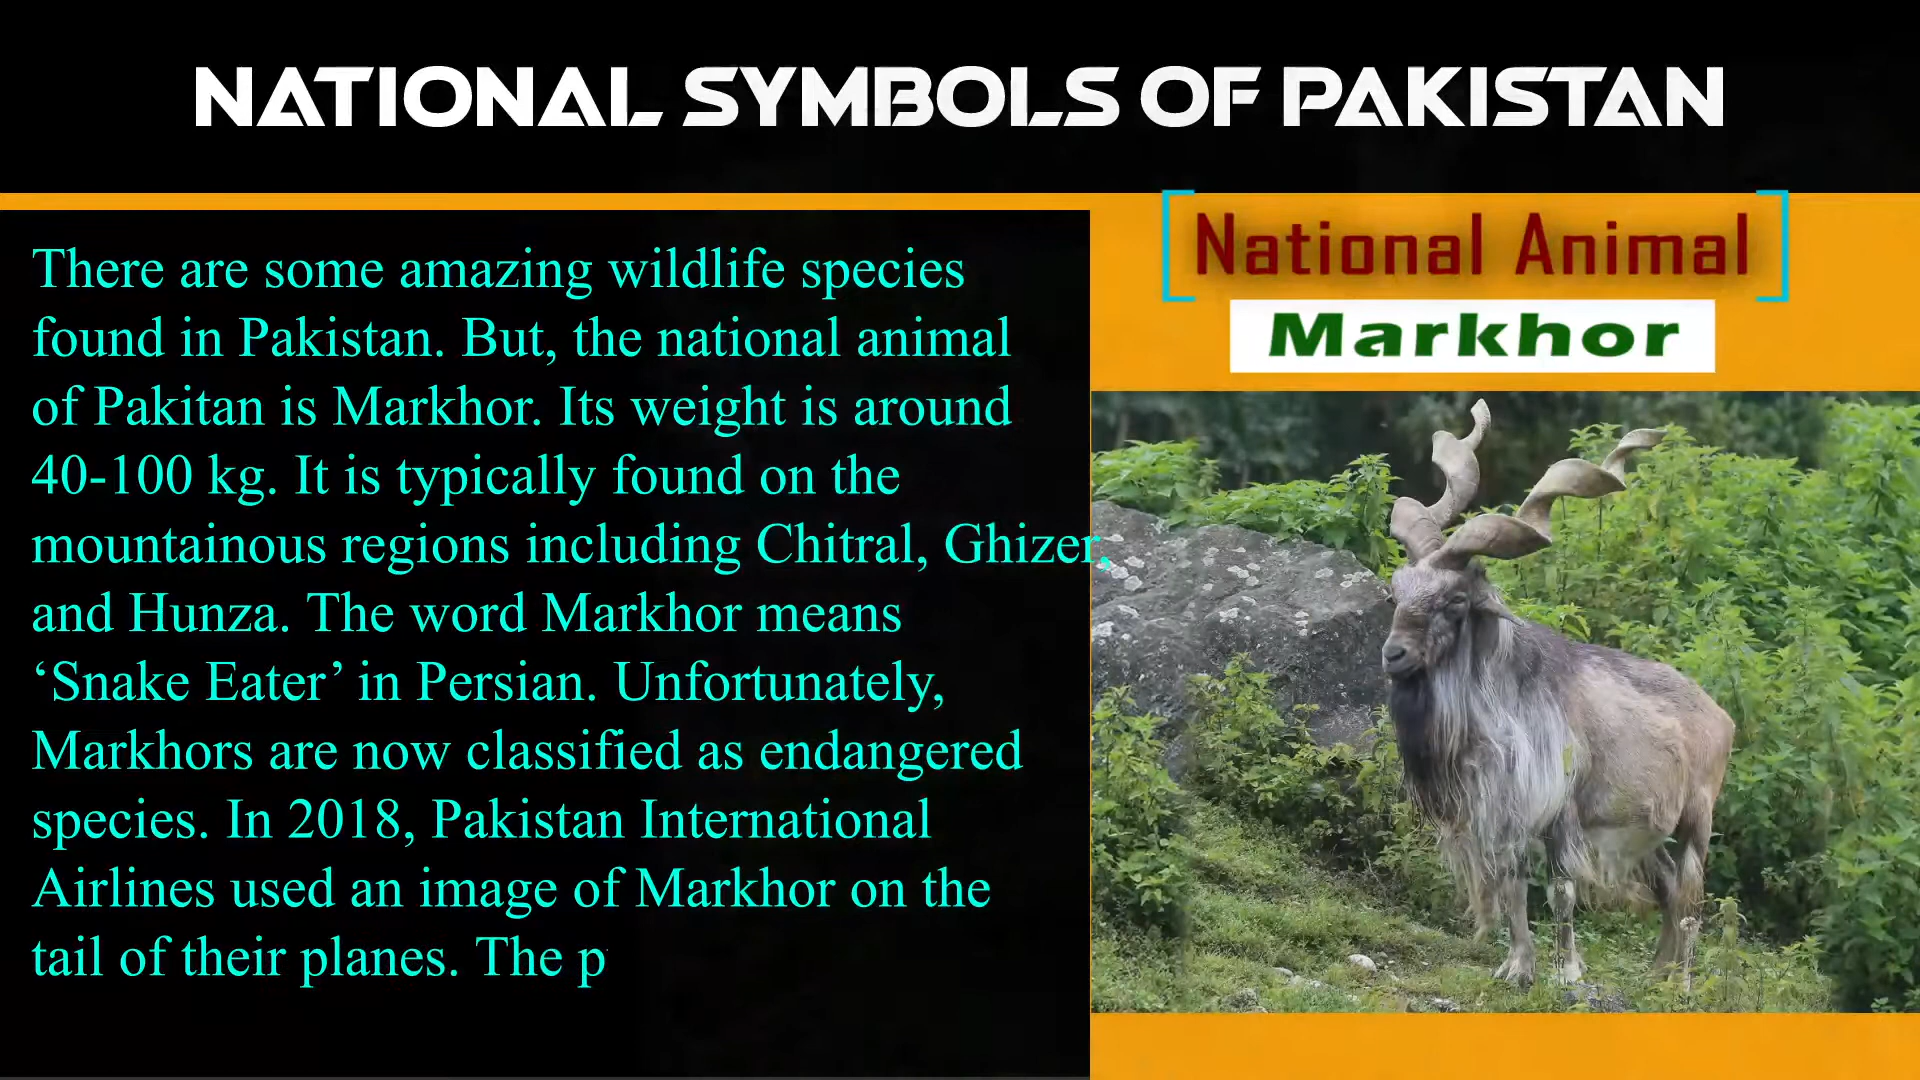 NATIONAL SYMBOLS OF PAKISTAN
There are some amazing wildlife species
found in Pakistan. But, the national animal
of Pakitan is Markhor. Its weight is around
40-100 kg. It is typically found on the
mountainous regions including Chitral, Ghizer,
and Hunza. The word Markhor means
‘Snake Eater’ in Persian. Unfortunately,
Markhors are now classified as endangered
species. In 2018, Pakistan International
Airlines used an image of Markhor on the
tail of their planes. The p
National Animal
Markhor